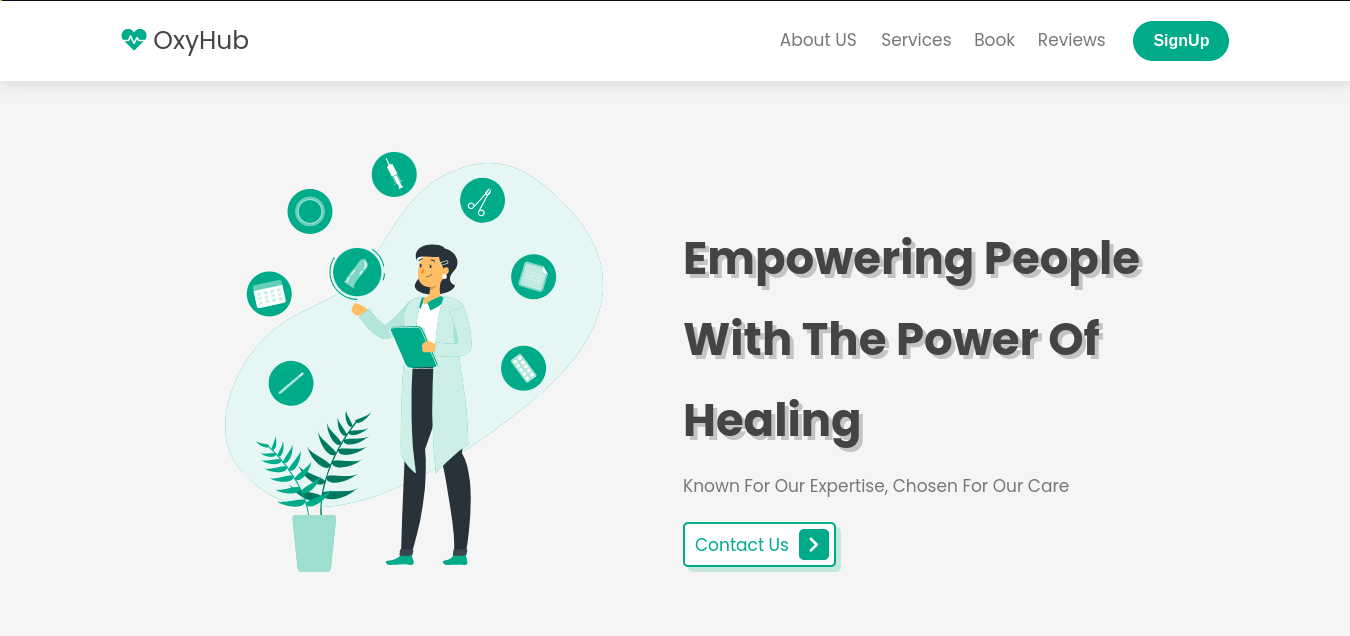 OxyHub
About US Services Book Reviews SignUp
Empowering People
With The Power Of
Healing
Known For Our Expertise, Chosen For Our Care
Contact Us